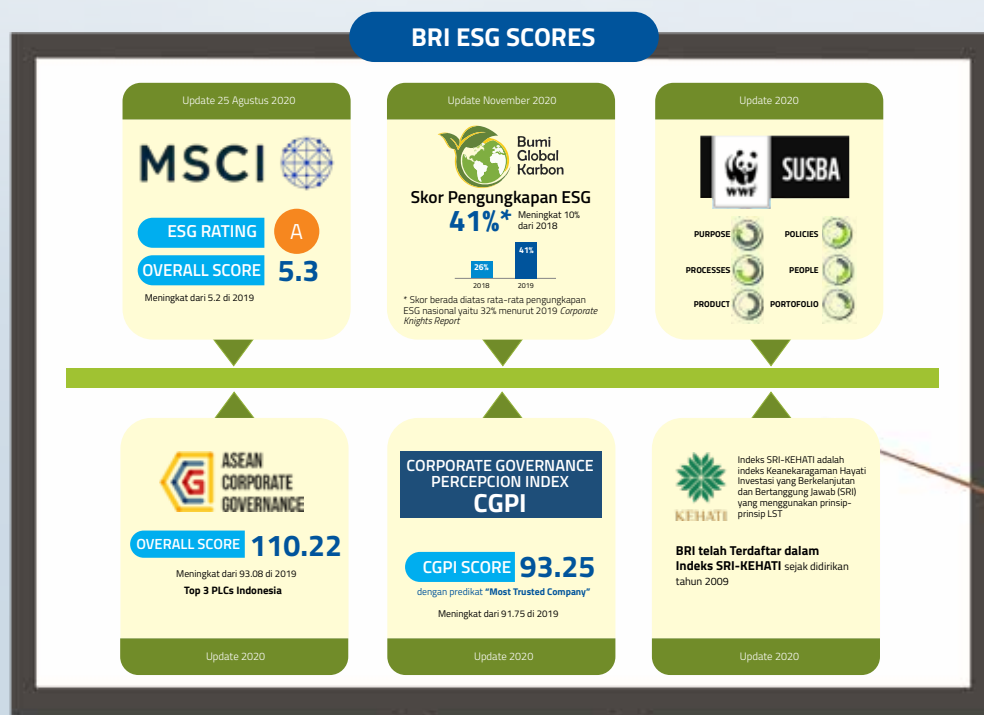 BRI ESG SCORES
Update 25 Agustus 2020
MSCI
ESG RATING A
OVERALL SCORE 5.3
Meningkat dari 5.2 di 2019
Update November 2020
Bumi
Global
Karbon
Skor Pengungkapan ESG
41%* Meningkat 10%
dari 2018
26%
41%
2018 2019
* Skor berada diatas rata-rata pengungkapan
ESG nasional yaitu 32% menurut 2019 Corporate
Knights Report
Update 2020
WWF SUSBA
PURPOSE POLICIES
PROCESSES PEOPLE
PRODUCT PORTOFOLIO
ASEAN
CORPORATE
GOVERNANCE
OVERALL SCORE 110.22
Meningkat dari 93.08 di 2019
Top 3 PLCs Indonesia
Update 2020
CORPORATE GOVERNANCE
PERCEPCION INDEX
CGPI
CGPI SCORE 93.25
dengan predikat “Most Trusted Company”
Meningkat dari 91.75 di 2019
Update 2020
KEHATI
Indeks SRI-KEHATI adalah
indeks Keanekaragaman Hayati
Investasi yang Berkelanjutan
dan Bertanggung Jawab (SRI)
yang menggunakan prinsip-
prinsip LST
BRI telah Terdaftar dalam
Indeks SRI-KEHATI sejak didirikan
tahun 2009
Update 2020